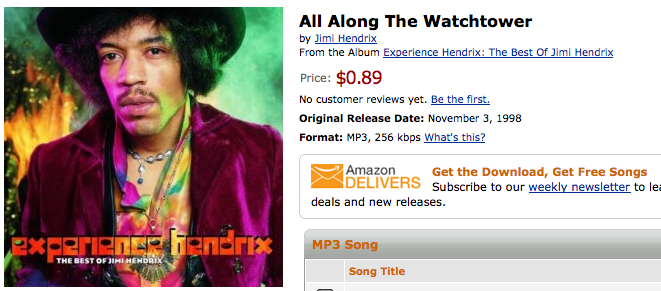 experience hendrix
THE BEST OF JIMI HENDRIX
All Along The Watchtower
by Jimi Hendrix
From the Album Experience Hendrix: The Best Of Jimi Hendrix
Price: $0.89
No customer reviews yet. Be the first.
Original Release Date: November 3, 1998
Format: MP3, 256 kbps What's this?
Amazon
DELIVERS
Get the Download, Get Free Songs
Subscribe to our weekly newsletter to lea
deals and new releases.
MP3 Song
Song Title